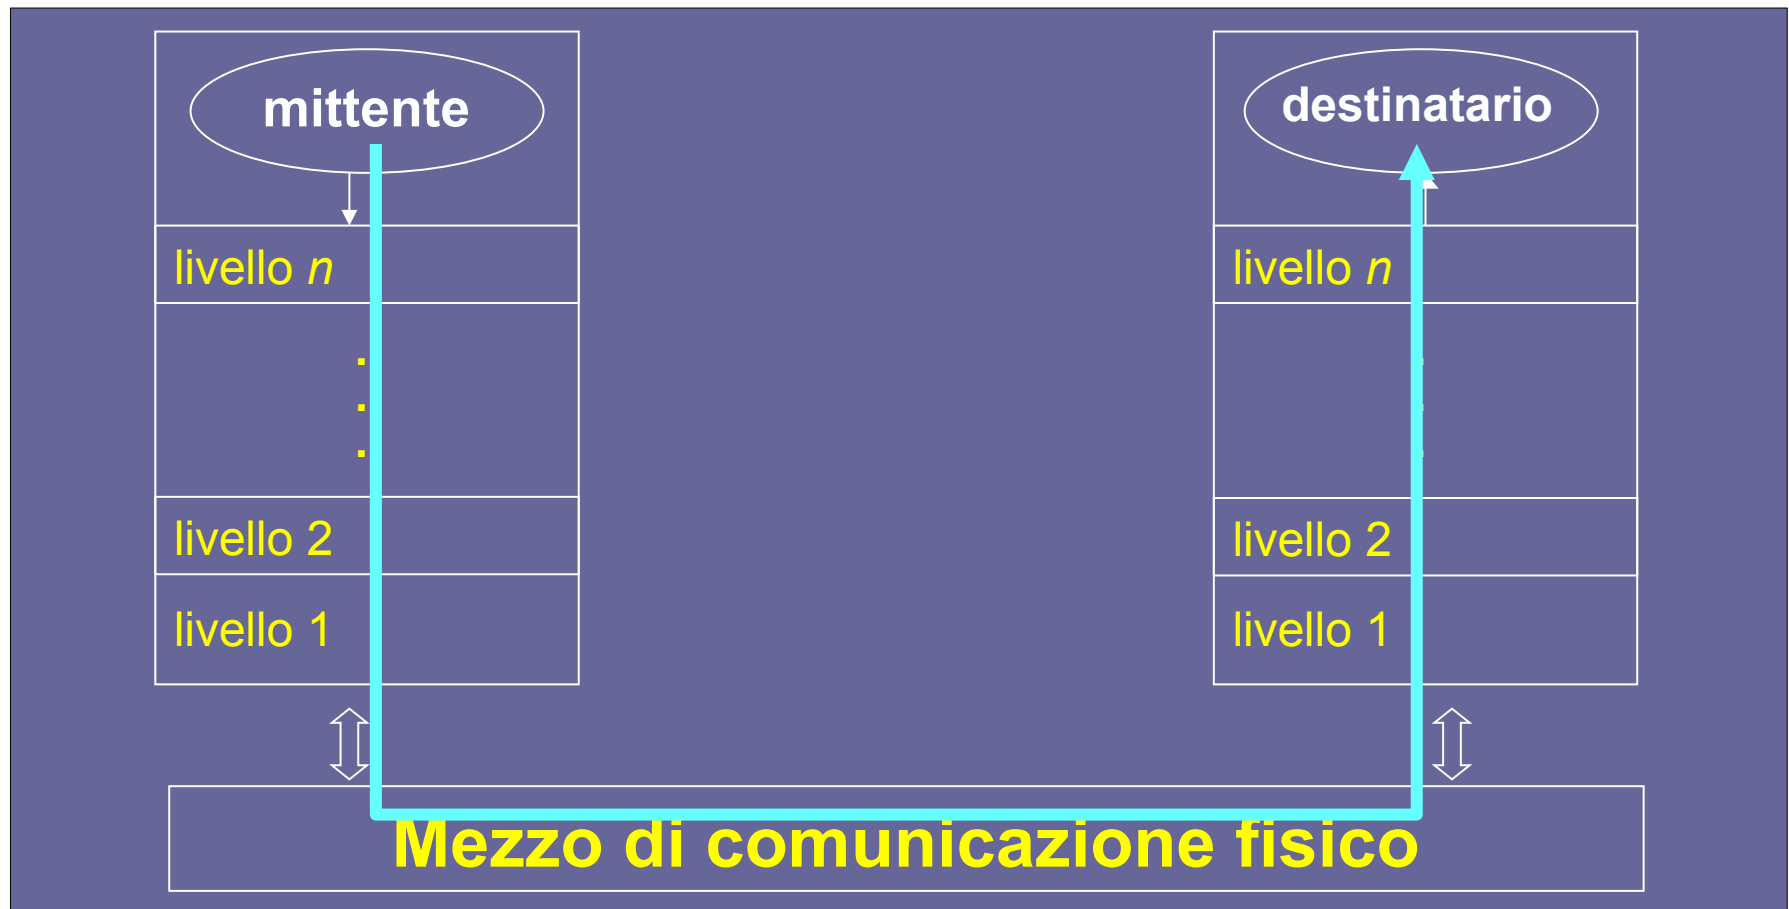 mittente
livello n
.
.
.
livello 2
livello 1
destinatario
livello n
.
.
.
livello 2
livello 1
Mezzo di comunicazione fisico